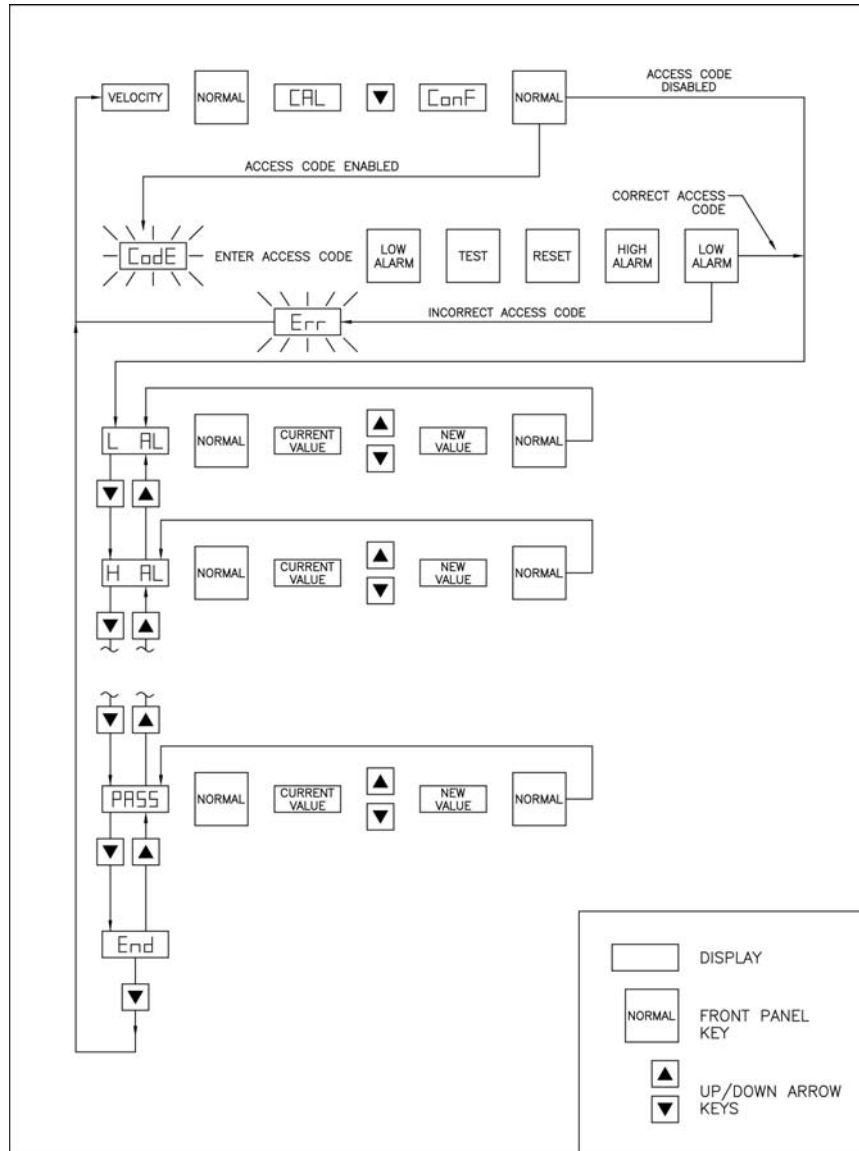 ACCESS CODE
DISABLED
VELOCITY NORMAL CAL ▼ ConF NORMAL
ACCESS CODE ENABLED
CORRECT ACCESS
CODE
CodE ENTER ACCESS CODE LOW ALARM TEST RESET HIGH ALARM LOW ALARM
Err INCORRECT ACCESS CODE
L AL NORMAL CURRENT VALUE ▲ ▼ NEW VALUE NORMAL
▼ ▲
H AL NORMAL CURRENT VALUE ▲ ▼ NEW VALUE NORMAL
▼ ▲
▼ ▲
PASS NORMAL CURRENT VALUE ▲ ▼ NEW VALUE NORMAL
▼ ▲
End
▼
DISPLAY
NORMAL FRONT PANEL
KEY
▲ ▼ UP/DOWN ARROW
KEYS